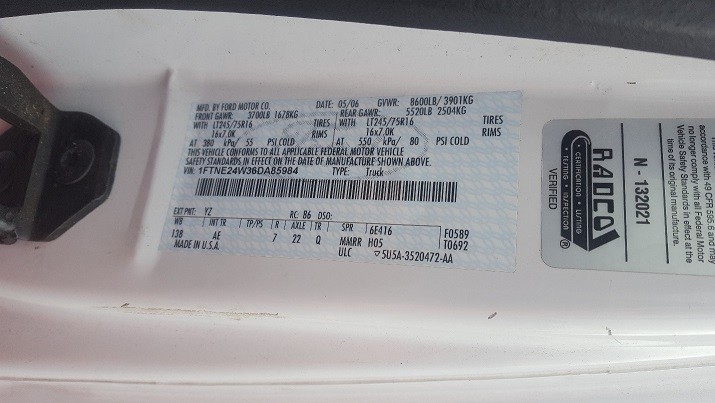 MFD. BY FORD MOTOR CO. DATE: 05/06 GVWR: 8600LB/ 3901KG
FRONT GAWR: 3700LB 1678KG REAR GAWR: 5520LB 2504KG
WITH LT245/75R16 TIRES WITH LT245/75R16 TIRES
16x7.0K RIMS 16x7.0K RIMS
AT 380 kPa/ 55 PSI COLD AT 550 kPa/ 80 PSI COLD
THIS VEHICLE CONFORMS TO ALL APPLICABLE FEDERAL MOTOR VEHICLE
SAFETY STANDARDS IN EFFECT ON THE DATE OF MANUFACTURE SHOWN ABOVE.
VIN: 1FTNE24W36DA85984 TYPE: Truck
EXT PNT: YZ RC: 86 DSO:
WB INT TR TP/PS R AXLE TR SPR 6E416 F0589
138 AE 7 22 Q MMRR H05 T0692
MADE IN U.S.A. ULC ▽5U5A-3520472-AA
RADCO
CERTIFICATION LISTING
TESTING INSPECTION
®
VERIFIED
N - 132021
accordance with 49 CFR 595.6 and may
no longer comply with all Federal Motor
Vehicle Safety Standards in effect at the
time of its original manufacture.